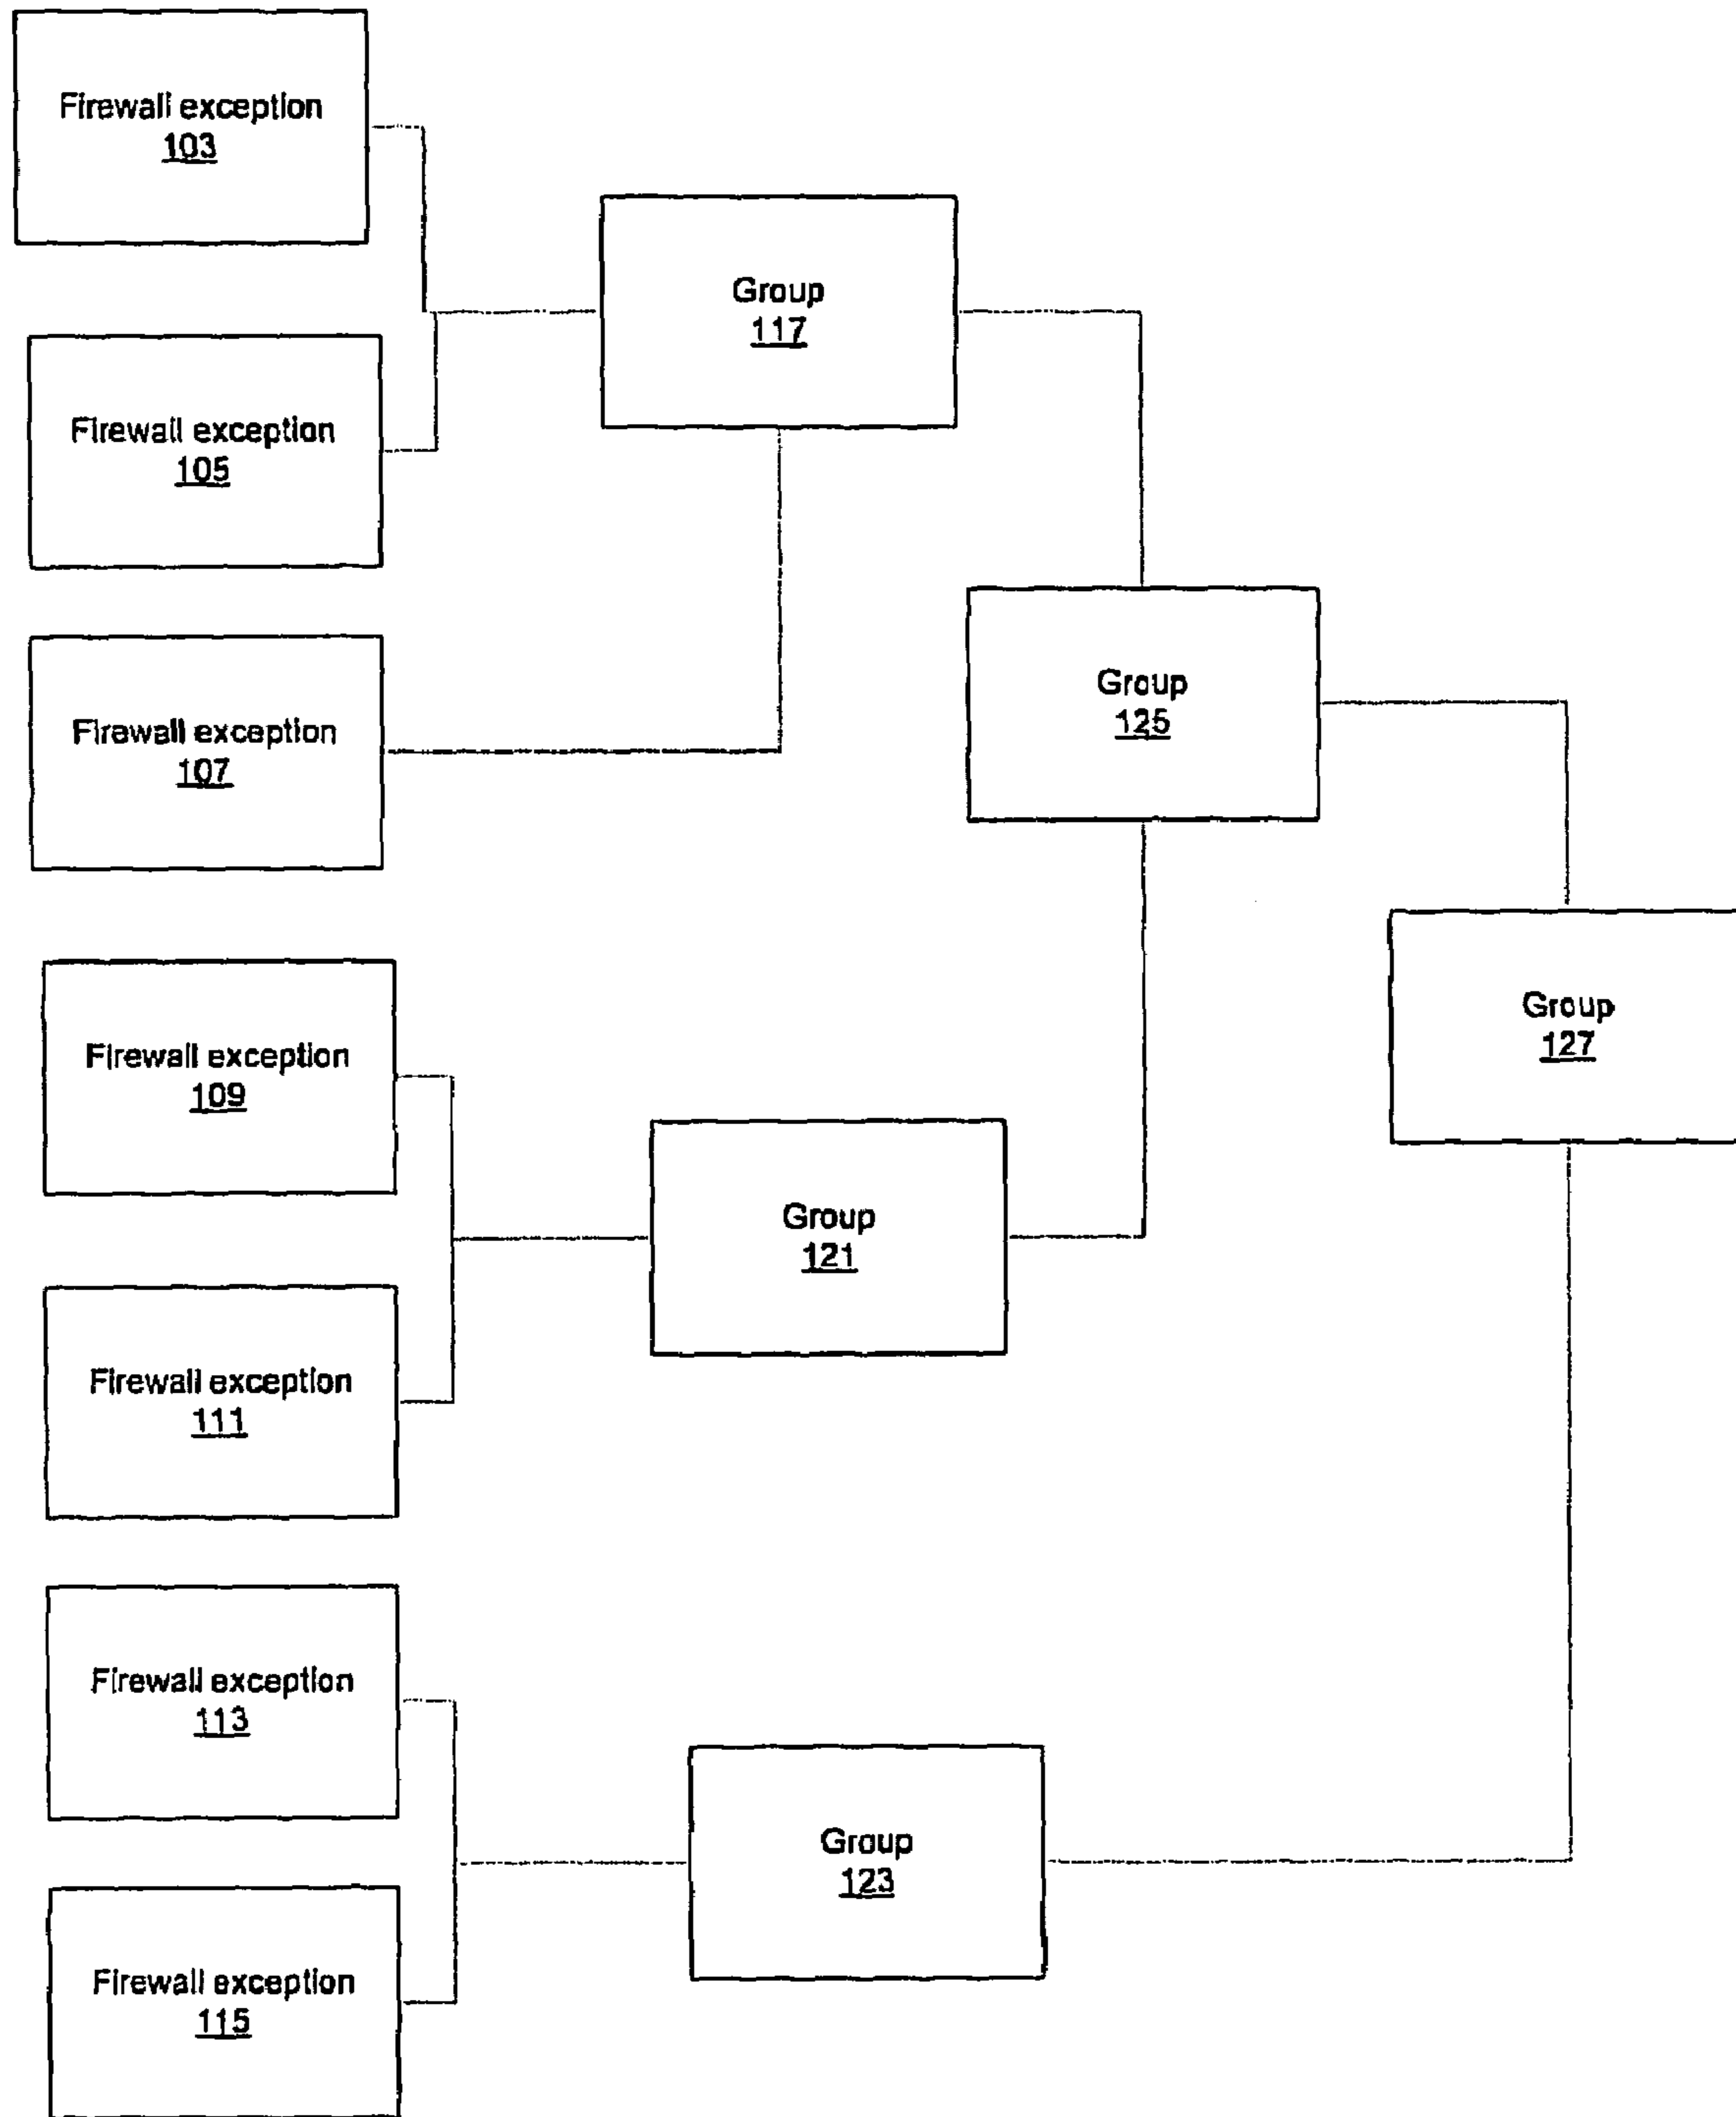 Firewall exception
103
Group
117
Firewall exception
105
Group
125
Firewall exception
107
Group
127
Firewall exception
109
Group
121
Firewall exception
111
Firewall exception
113
Group
123
Firewall exception
115